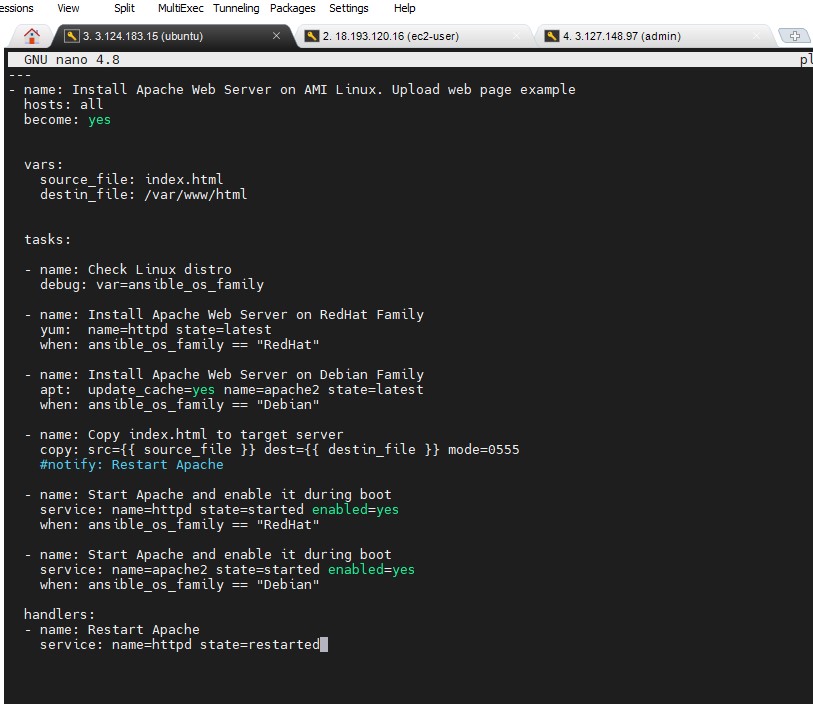 essions View Split MultiExec Tunneling Packages Settings Help
3. 3.124.183.15 (ubuntu) 2. 18.193.120.16 (ec2-user) 4. 3.127.148.97 (admin)
GNU nano 4.8 pl
---
- name: Install Apache Web Server on AMI Linux. Upload web page example
  hosts: all
  become: yes
  vars:
    source_file: index.html
    destin_file: /var/www/html
  tasks:
  - name: Check Linux distro
    debug: var=ansible_os_family
  - name: Install Apache Web Server on RedHat Family
    yum:  name=httpd state=latest
    when: ansible_os_family == "RedHat"
  - name: Install Apache Web Server on Debian Family
    apt:  update_cache=yes name=apache2 state=latest
    when: ansible_os_family == "Debian"
  - name: Copy index.html to target server
    copy: src={{ source_file }} dest={{ destin_file }} mode=0555
    #notify: Restart Apache
  - name: Start Apache and enable it during boot
    service: name=httpd state=started enabled=yes
    when: ansible_os_family == "RedHat"
  - name: Start Apache and enable it during boot
    service: name=apache2 state=started enabled=yes
    when: ansible_os_family == "Debian"
  handlers:
  - name: Restart Apache
    service: name=httpd state=restarted